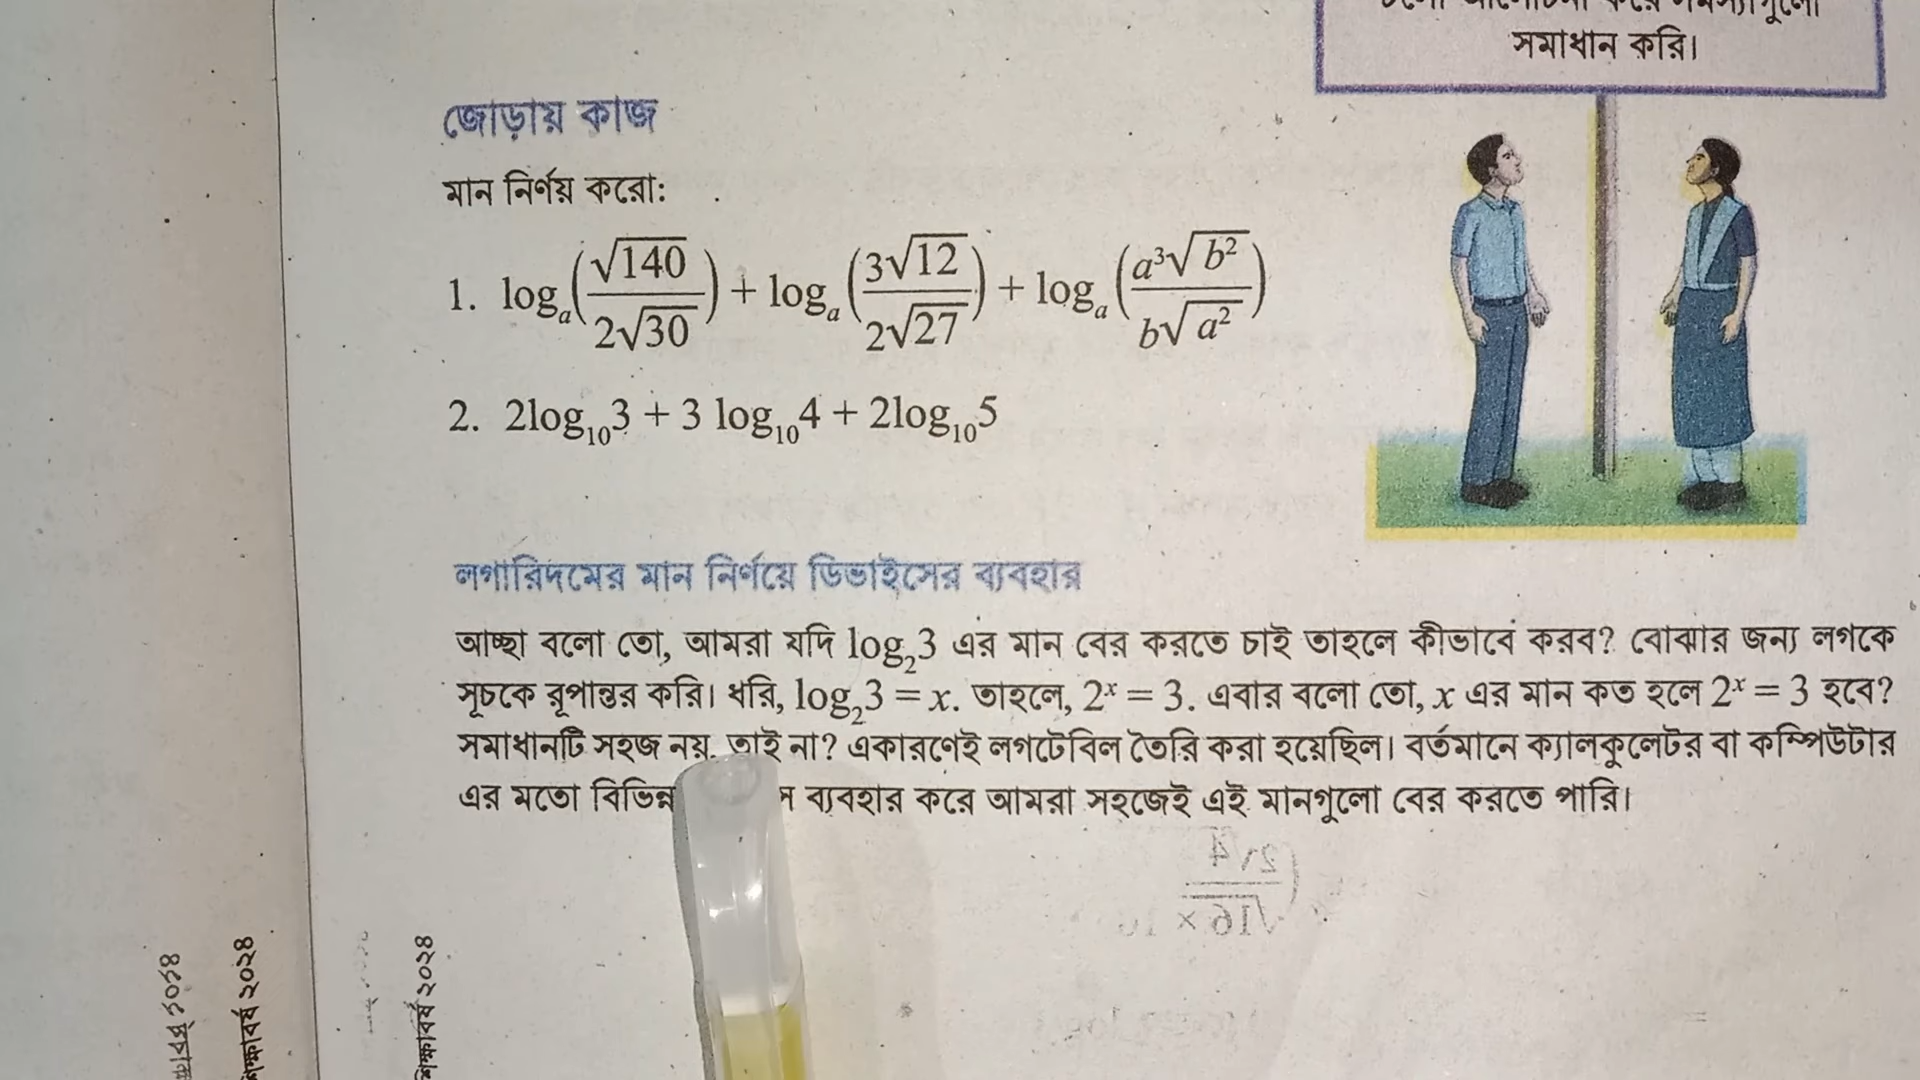 সমাধান করি।
জোড়ায় কাজ
মান নির্ণয় করো:
1. logₐ(√140 / 2√30) + logₐ(3√12 / 2√27) + logₐ(a³√b² / b√a²)
2. 2log₁₀3 + 3 log₁₀4 + 2log₁₀5
লগারিদমের মান নির্ণয়ে ডিভাইসের ব্যবহার
আচ্ছা বলো তো, আমরা যদি log₂3 এর মান বের করতে চাই তাহলে কীভাবে করব? বোঝার জন্য লগকে
সূচকে রূপান্তর করি। ধরি, log₂3 = x. তাহলে, 2ˣ = 3. এবার বলো তো, x এর মান কত হলে 2ˣ = 3 হবে?
সমাধানটি সহজ নয়. তাই না? একারণেই লগটেবিল তৈরি করা হয়েছিল। বর্তমানে ক্যালকুলেটর বা কম্পিউটার
এর মতো বিভিন্ন ব্যবহার করে আমরা সহজেই এই মানগুলো বের করতে পারি।
শিক্ষাবর্ষ ২০২৪
শিক্ষাবর্ষ ২০২৪